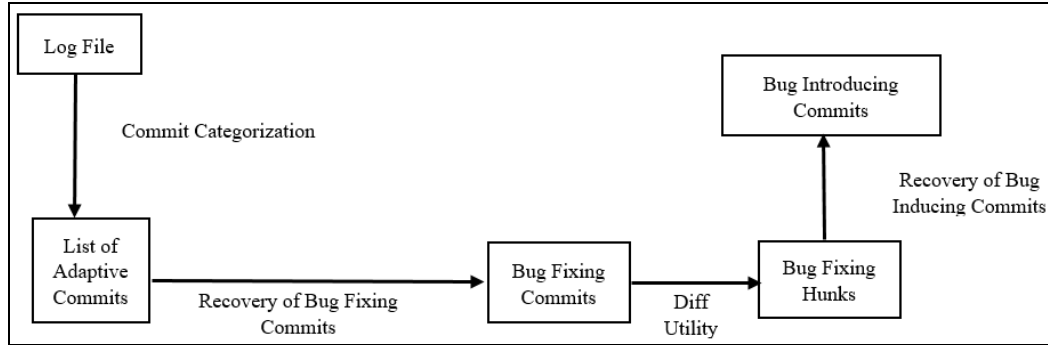 Log File
Commit Categorization
List of
Adaptive
Commits
Recovery of Bug Fixing
Commits
Bug Fixing
Commits
Diff
Utility
Bug Fixing
Hunks
Recovery of Bug
Inducing Commits
Bug Introducing
Commits